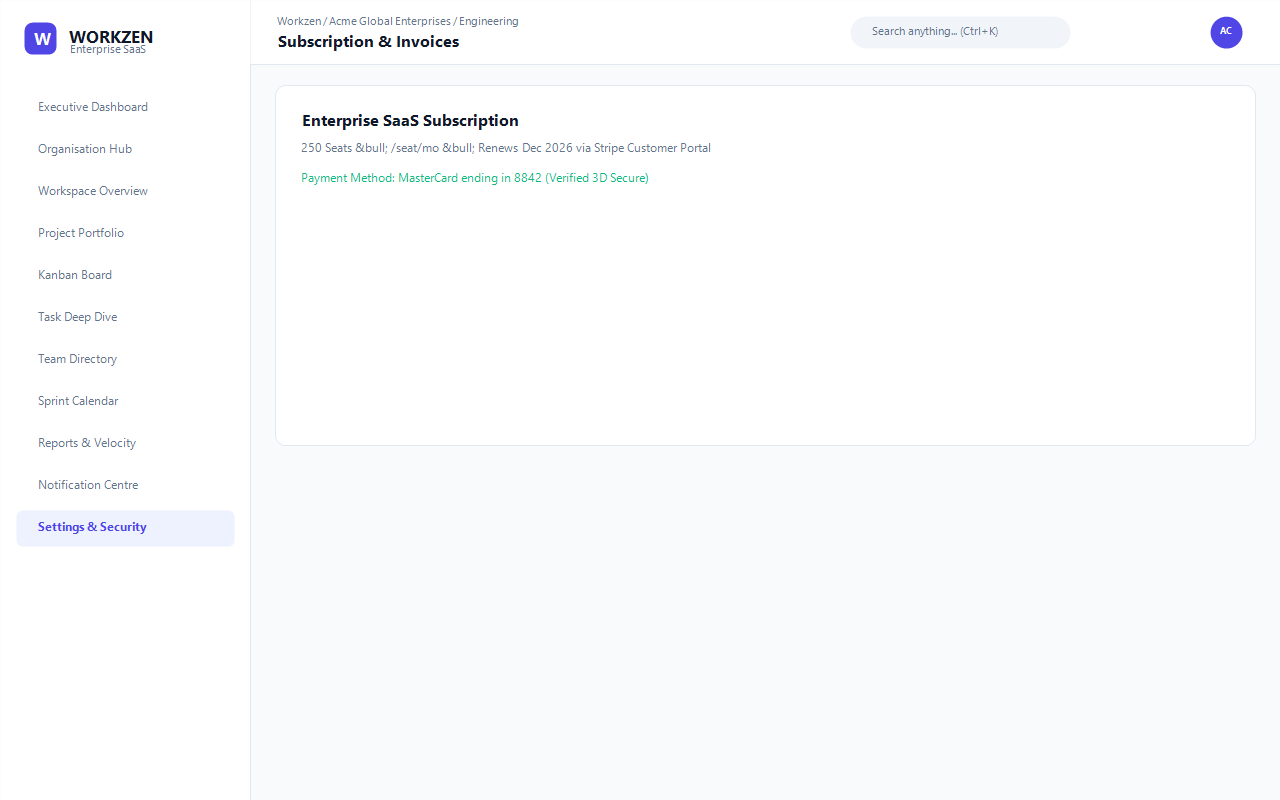 W
WORKZEN
Enterprise SaaS
Executive Dashboard
Organisation Hub
Workspace Overview
Project Portfolio
Kanban Board
Task Deep Dive
Team Directory
Sprint Calendar
Reports & Velocity
Notification Centre
Settings & Security
Workzen / Acme Global Enterprises / Engineering
Subscription & Invoices
Search anything... (Ctrl+K)
AC
Enterprise SaaS Subscription
250 Seats &bull; /seat/mo &bull; Renews Dec 2026 via Stripe Customer Portal
Payment Method: MasterCard ending in 8842 (Verified 3D Secure)